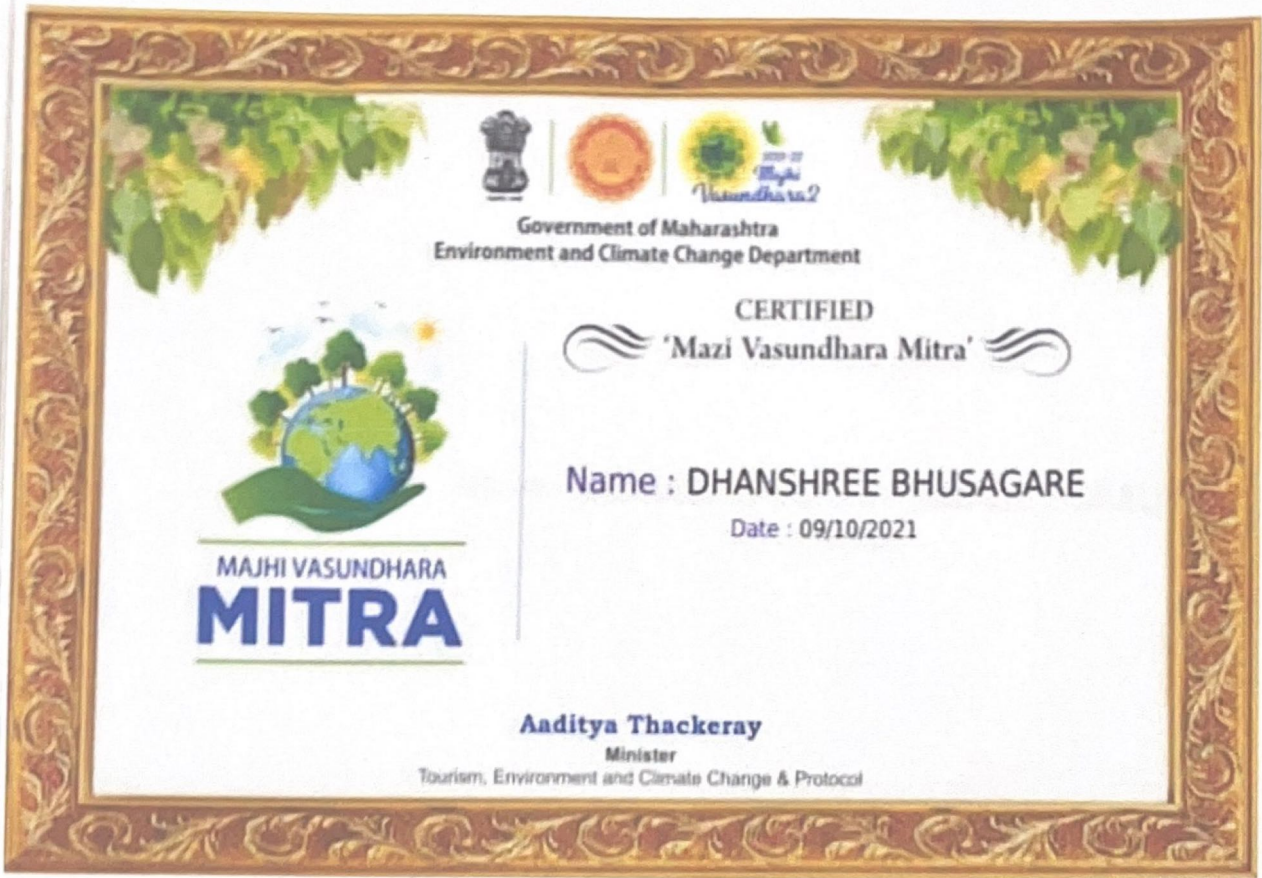 2021-22
Majhi
Vasundhara2
Government of Maharashtra
Environment and Climate Change Department
CERTIFIED
'Mazi Vasundhara Mitra'
Name : DHANSHREE BHUSAGARE
Date : 09/10/2021
MAJHI VASUNDHARA
MITRA
Aaditya Thackeray
Minister
Tourism, Environment and Climate Change & Protocol